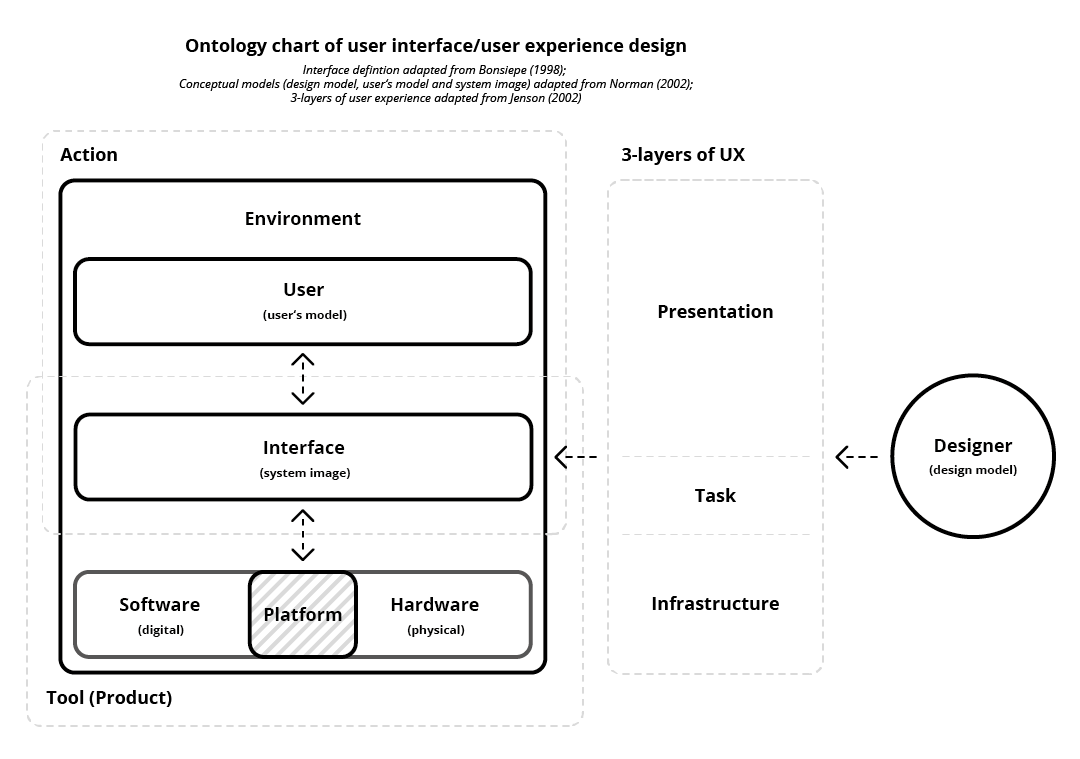 Ontology chart of user interface/user experience design
Interface defintion adapted from Bonsiepe (1998);
Conceptual models (design model, user’s model and system image) adapted from Norman (2002);
3-layers of user experience adapted from Jenson (2002)
Action
3-layers of UX
Environment
User
(user’s model)
Presentation
Interface
(system image)
Designer
(design model)
Task
Software
(digital)
Platform
Hardware
(physical)
Infrastructure
Tool (Product)